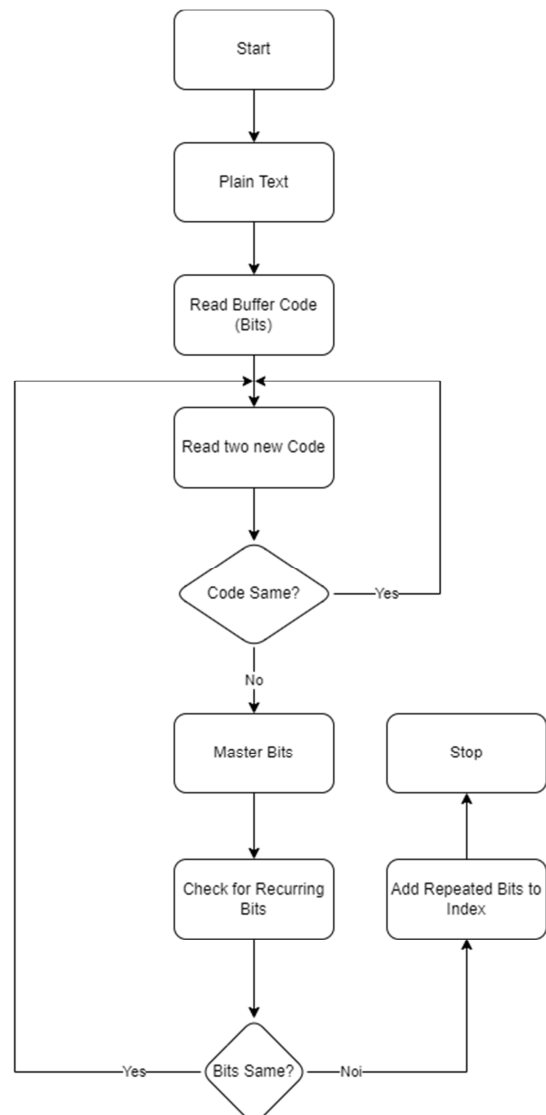 Start
Plain Text
Read Buffer Code
(Bits)
Read two new Code
Code Same?
Yes
No
Master Bits
Stop
Check for Recurring
Bits
Add Repeated Bits to
Index
Yes
Bits Same?
Noi